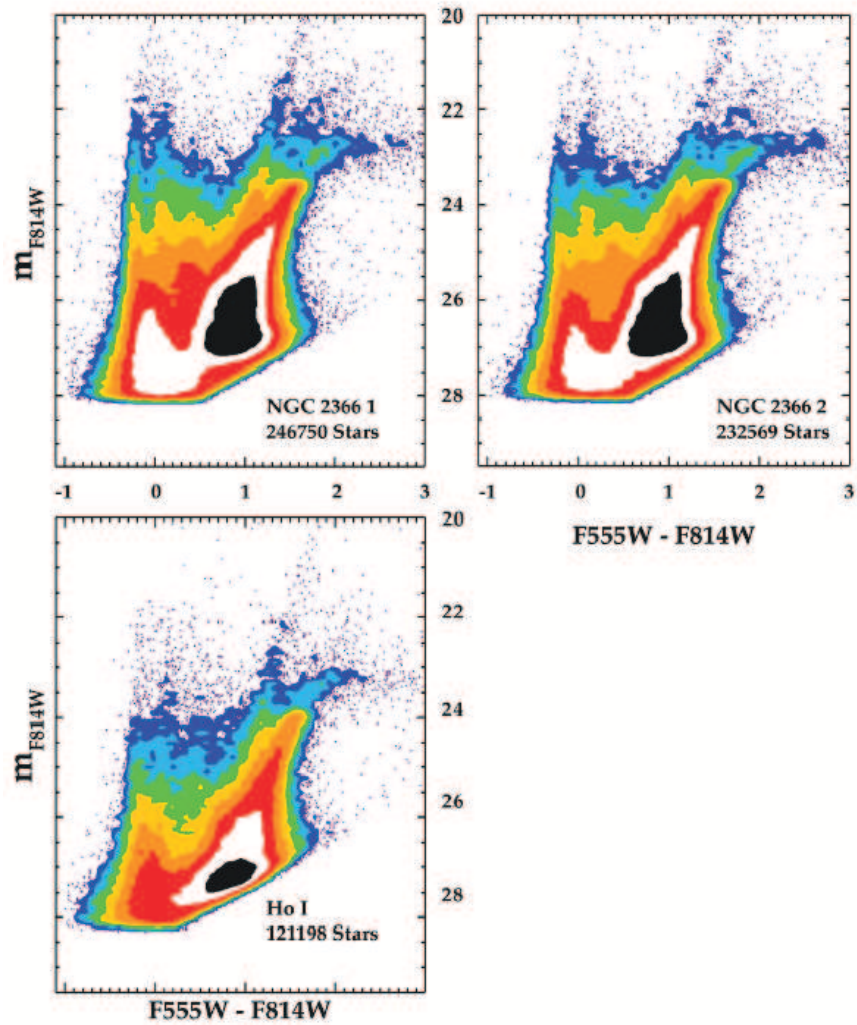 20
22
24
26
28
m_F814W
NGC 2366 1
246750 Stars
NGC 2366 2
232569 Stars
-1 0 1 2 3
-1 0 1 2 3
F555W - F814W
20
22
24
26
28
m_F814W
Ho I
121198 Stars
F555W - F814W